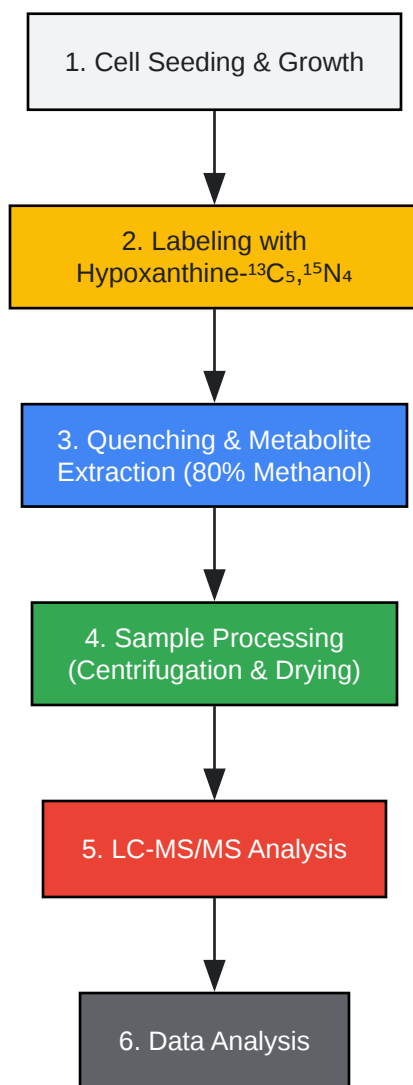 1. Cell Seeding & Growth
2. Labeling with
Hypoxanthine-¹³C₅,¹⁵N₄
3. Quenching & Metabolite
Extraction (80% Methanol)
4. Sample Processing
(Centrifugation & Drying)
5. LC-MS/MS Analysis
6. Data Analysis